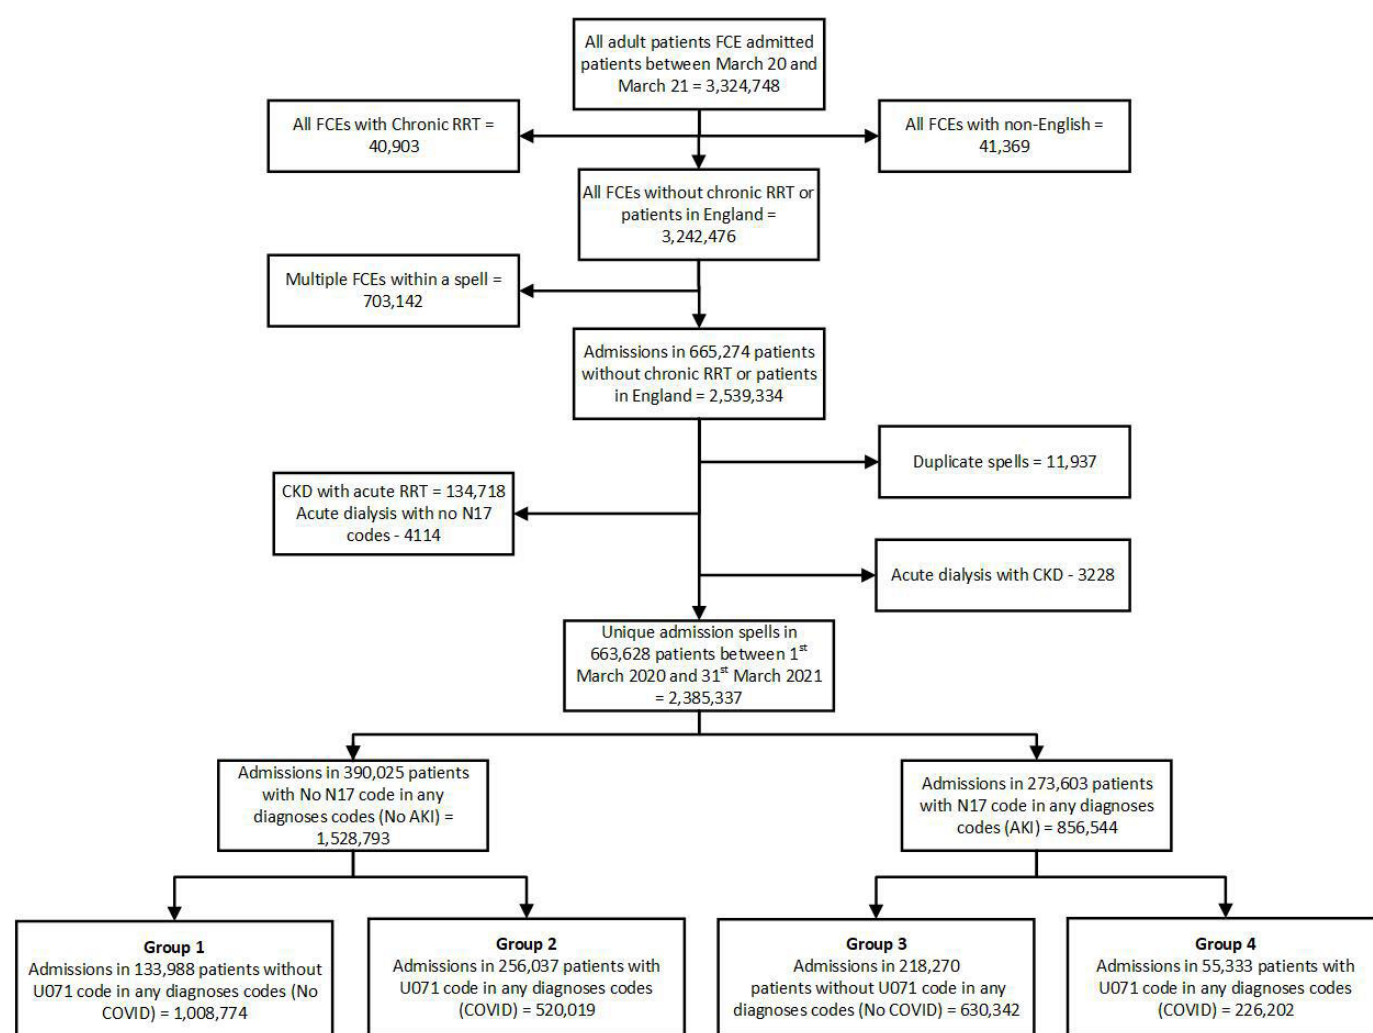 All adult patients FCE admitted
patients between March 20 and
March 21 = 3,324,748
All FCEs with Chronic RRT =
40,903
All FCEs with non-English =
41,369
All FCEs without chronic RRT or
patients in England =
3,242,476
Multiple FCEs within a spell =
703,142
Admissions in 665,274 patients
without chronic RRT or patients
in England = 2,539,334
Duplicate spells = 11,937
CKD with acute RRT = 134,718
Acute dialysis with no N17
codes - 4114
Acute dialysis with CKD - 3228
Unique admission spells in
663,628 patients between 1st
March 2020 and 31st March 2021
= 2,385,337
Admissions in 390,025 patients
with No N17 code in any
diagnoses codes (No AKI) =
1,528,793
Admissions in 273,603 patients
with N17 code in any diagnoses
codes (AKI) = 856,544
Group 1
Admissions in 133,988 patients without
U071 code in any diagnoses codes (No
COVID) = 1,008,774
Group 2
Admissions in 256,037 patients with
U071 code in any diagnoses codes
(COVID) = 520,019
Group 3
Admissions in 218,270
patients without U071 code in any
diagnoses codes (No COVID) = 630,342
Group 4
Admissions in 55,333 patients with
U071 code in any diagnoses codes
(COVID) = 226,202